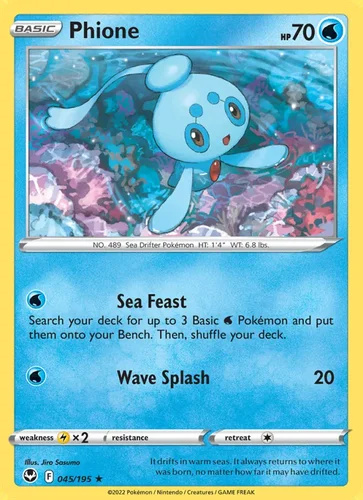 BASIC Phione HP 70
NO. 489 Sea Drifter Pokémon HT: 1'4" WT: 6.8 lbs.
Sea Feast
Search your deck for up to 3 Basic Pokémon and put
them onto your Bench. Then, shuffle your deck.
Wave Splash 20
weakness ×2 resistance retreat
Illus. Jiro Sasumo
F 045/195 ★
It drifts in warm seas. It always returns to where it
was born, no matter how far it may have drifted.
©2022 Pokémon / Nintendo / Creatures / GAME FREAK